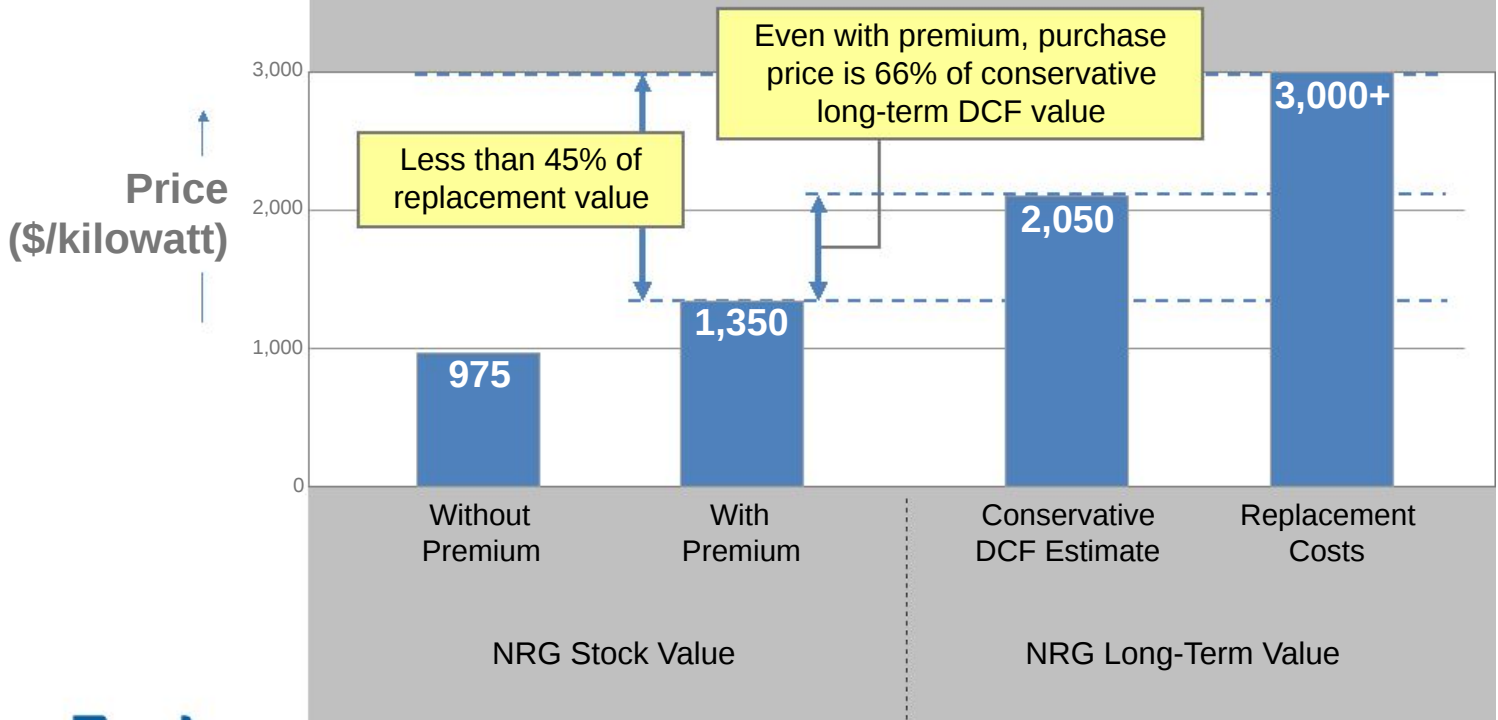 Even with premium, purchase
price is 66% of conservative
long-term DCF value
3,000
3,000+
Less than 45% of
replacement value
Price
($/kilowatt)
2,000
2,050
1,350
1,000
975
0
Without
Premium
With
Premium
Conservative
DCF Estimate
Replacement
Costs
NRG Stock Value
NRG Long-Term Value